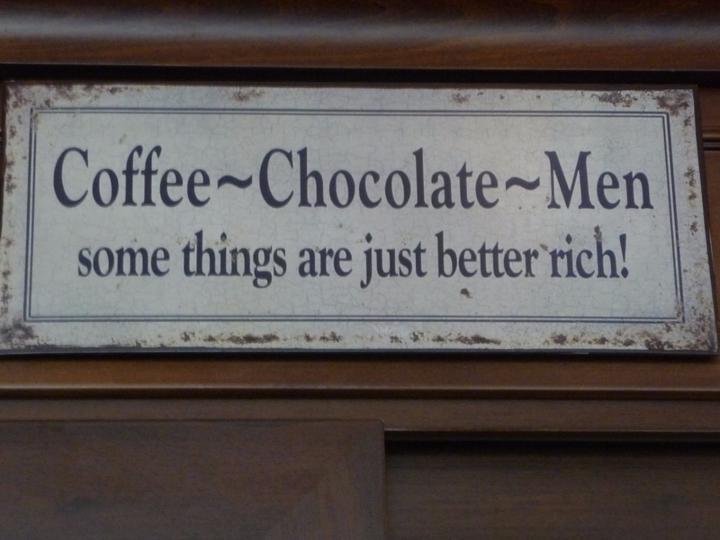 Coffee~Chocolate~Men
some things are just better rich!